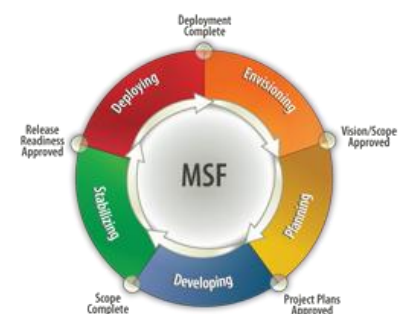 Deployment
Complete
Deploying
Envisioning
Release
Readiness
Approved
Vision/Scope
Approved
MSF
Stabilizing
Planning
Developing
Scope
Complete
Project Plans
Approved